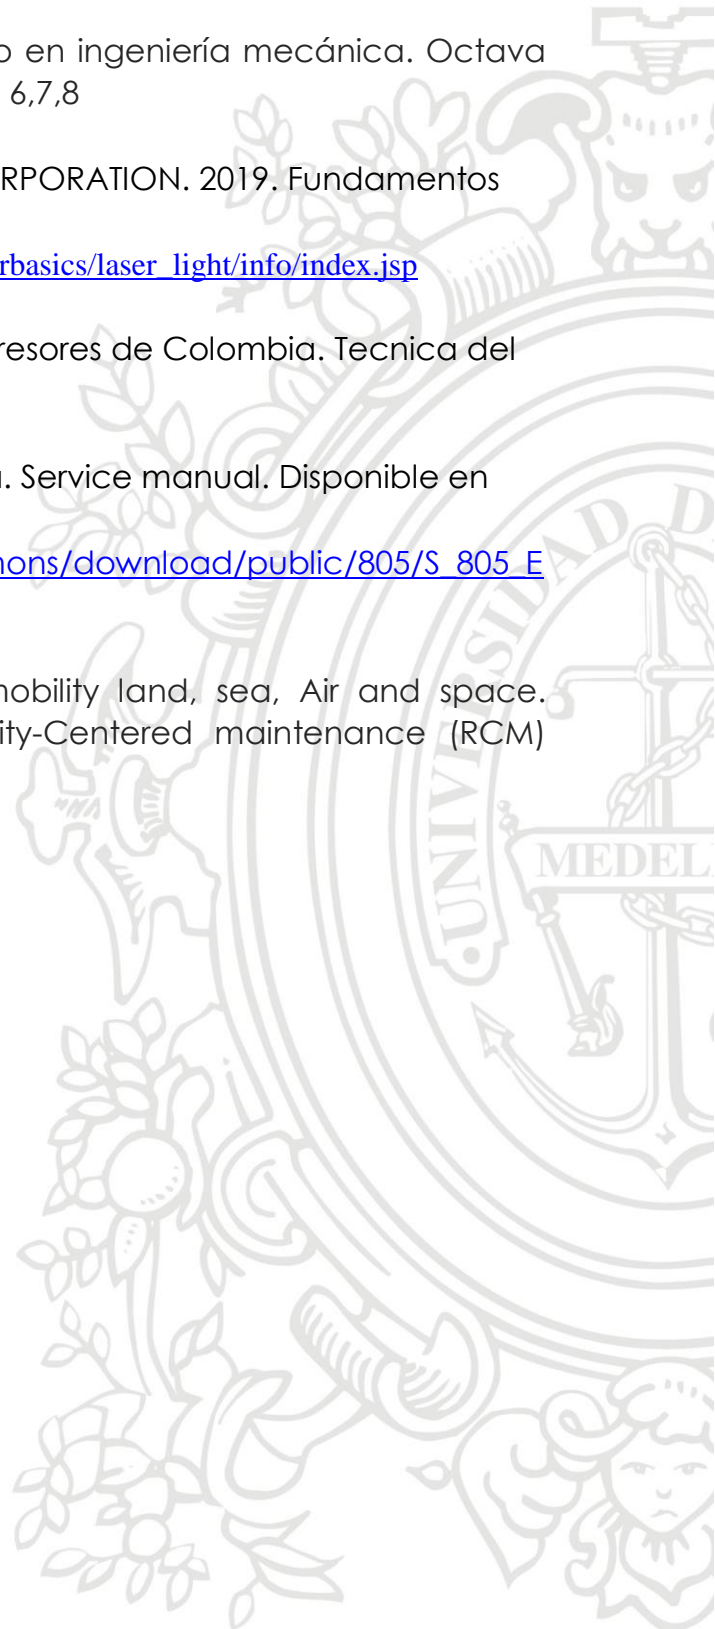 o en ingeniería mecánica. Octava
6,7,8
RPORATION. 2019. Fundamentos
rbasics/laser_light/info/index.jsp
resores de Colombia. Tecnica del
. Service manual. Disponible en
mons/download/public/805/S_805_E
mobility land, sea, Air and space.
ity-Centered maintenance (RCM)
UNIVERSIDAD D
MEDEL